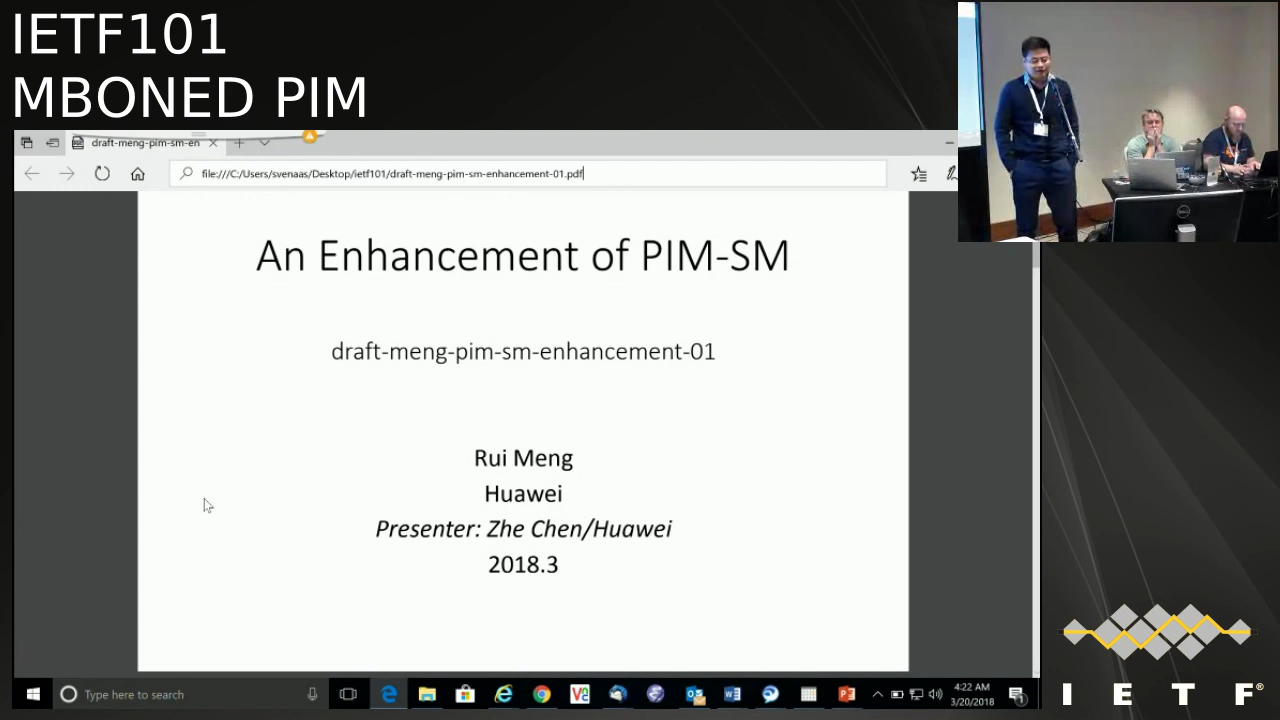 IETF101
MBONED PIM
draft-meng-pim-sm-en
file:///C:/Users/svenaas/Desktop/ietf101/draft-meng-pim-sm-enhancement-01.pdf
An Enhancement of PIM-SM
draft-meng-pim-sm-enhancement-01
Rui Meng
Huawei
Presenter: Zhe Chen/Huawei
2018.3
Type here to search
4:22 AM
3/20/2018
DELL
I E T F®